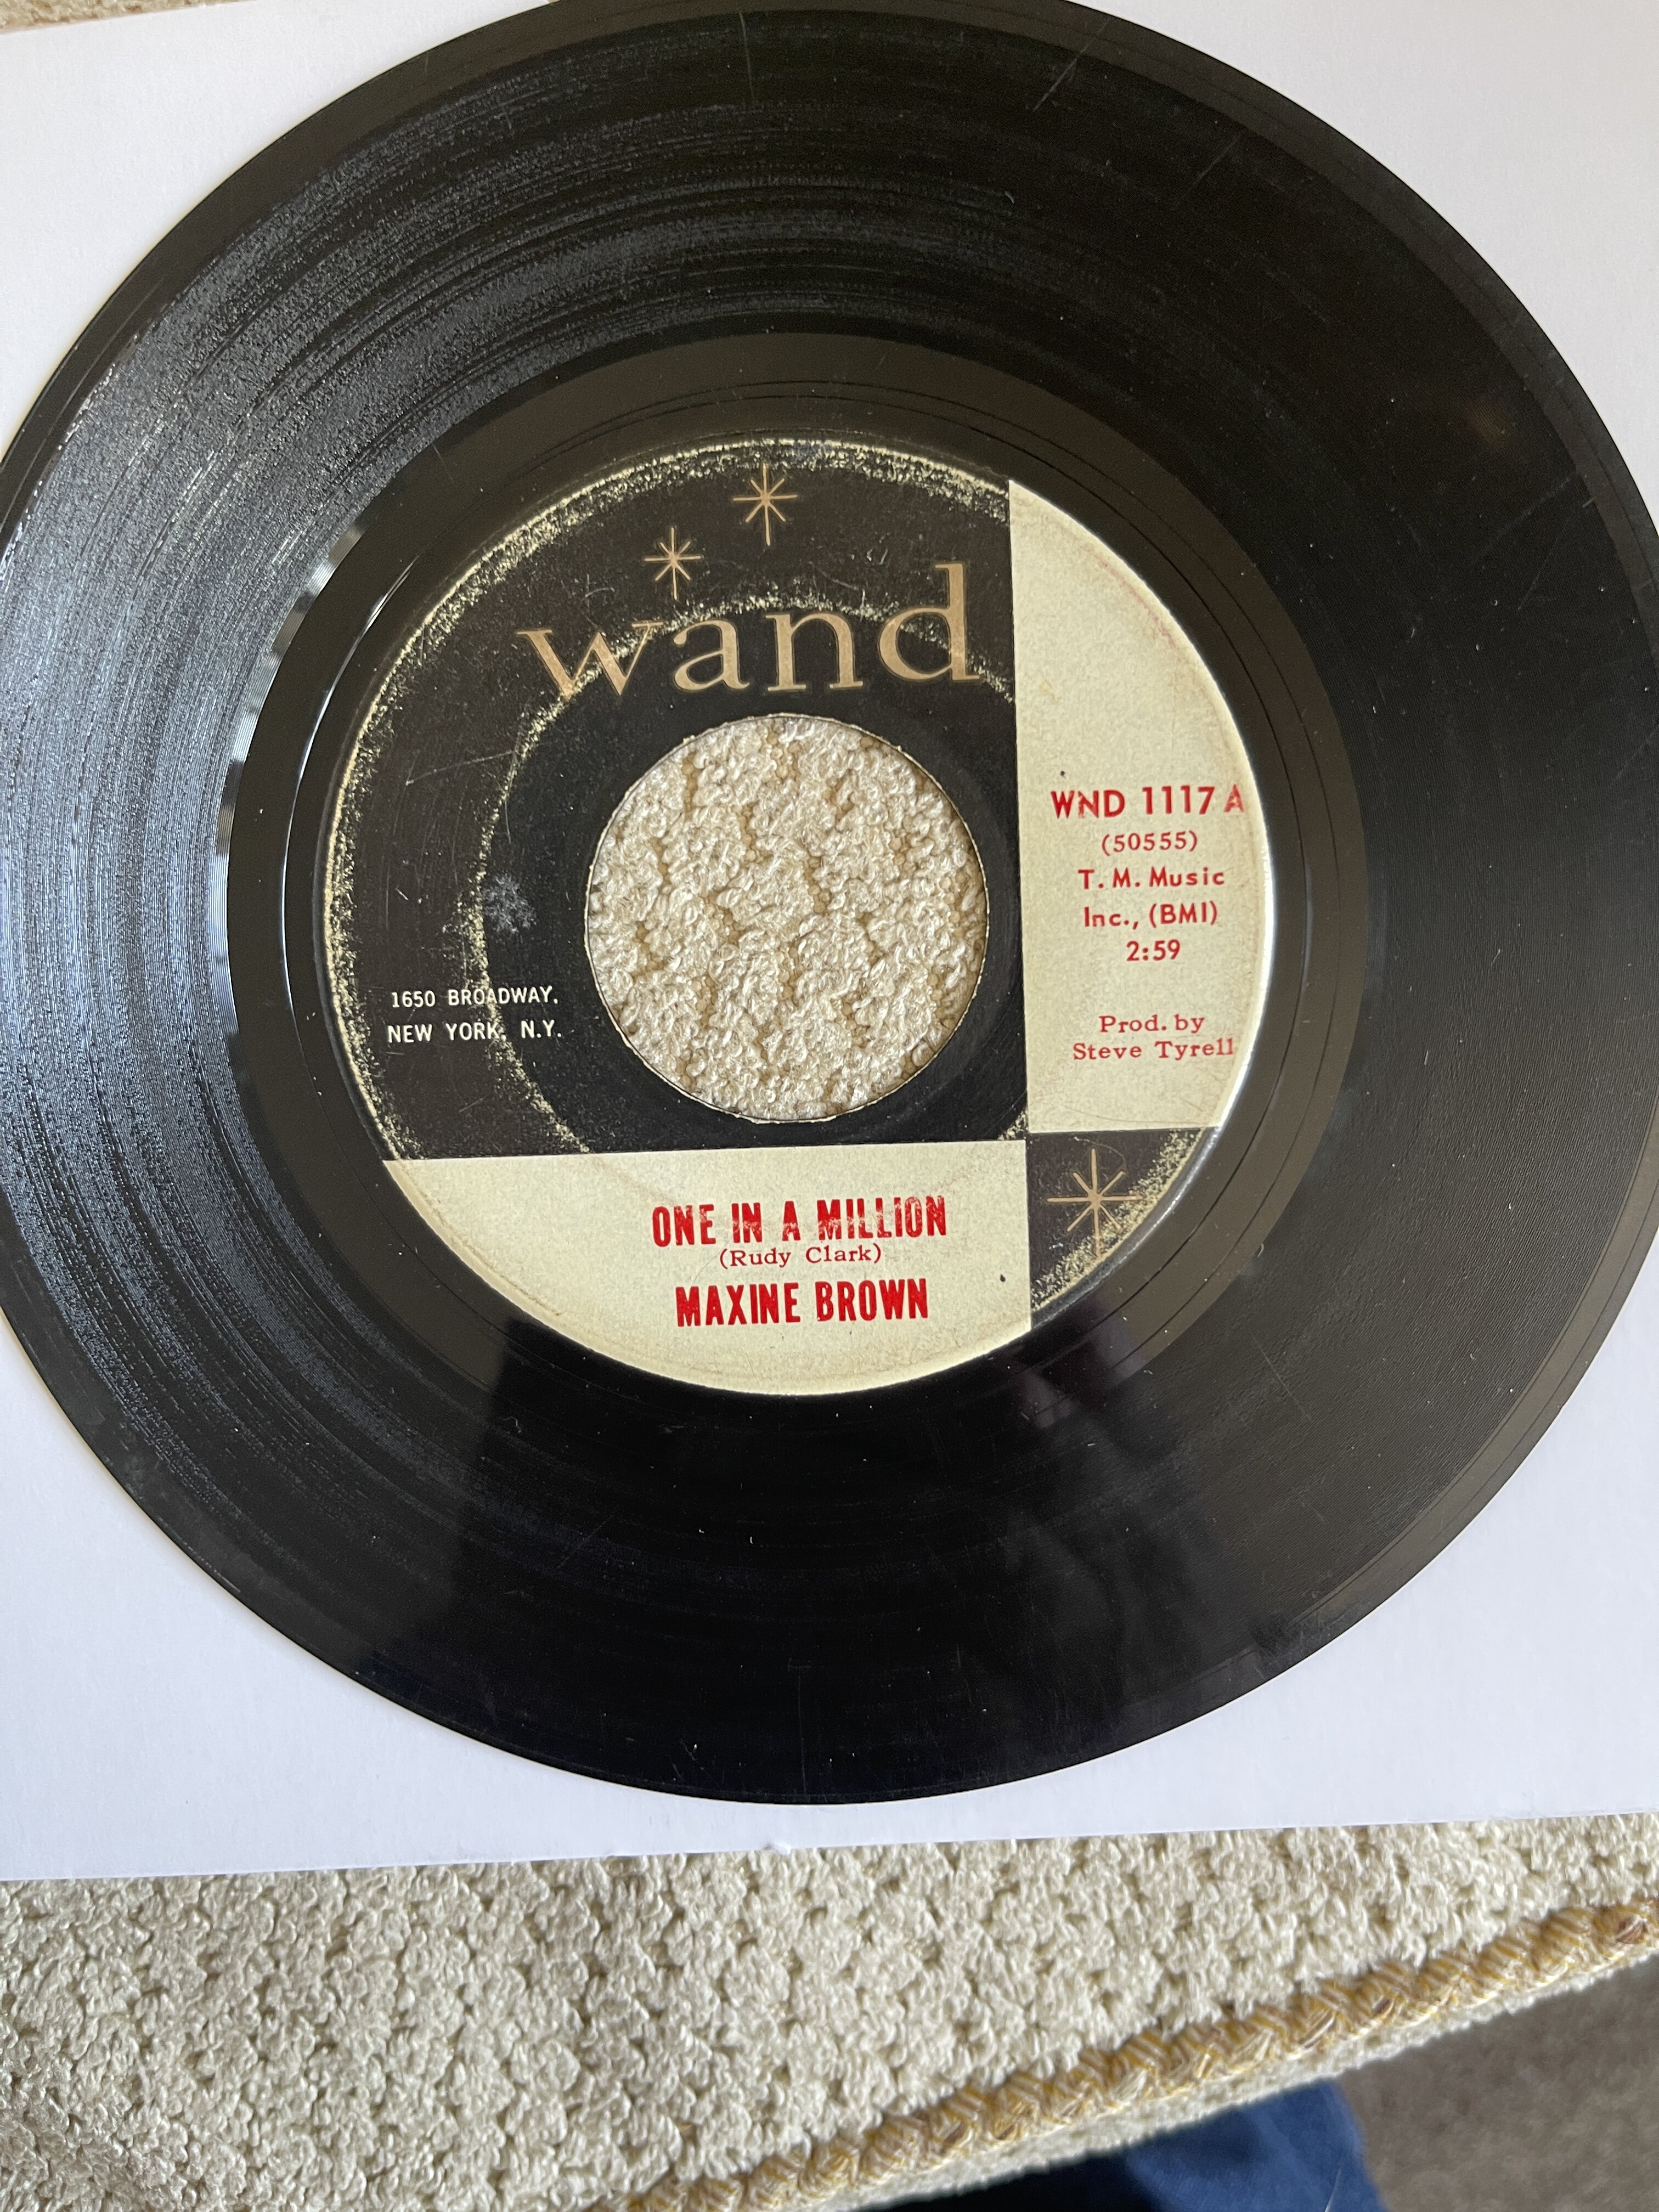 wand
WND 1117 A
(50555)
T. M. Music
Inc., (BMI)
2:59
Prod. by
Steve Tyrell
1650 BROADWAY,
NEW YORK, N.Y.
ONE IN A MILLION
(Rudy Clark)
MAXINE BROWN